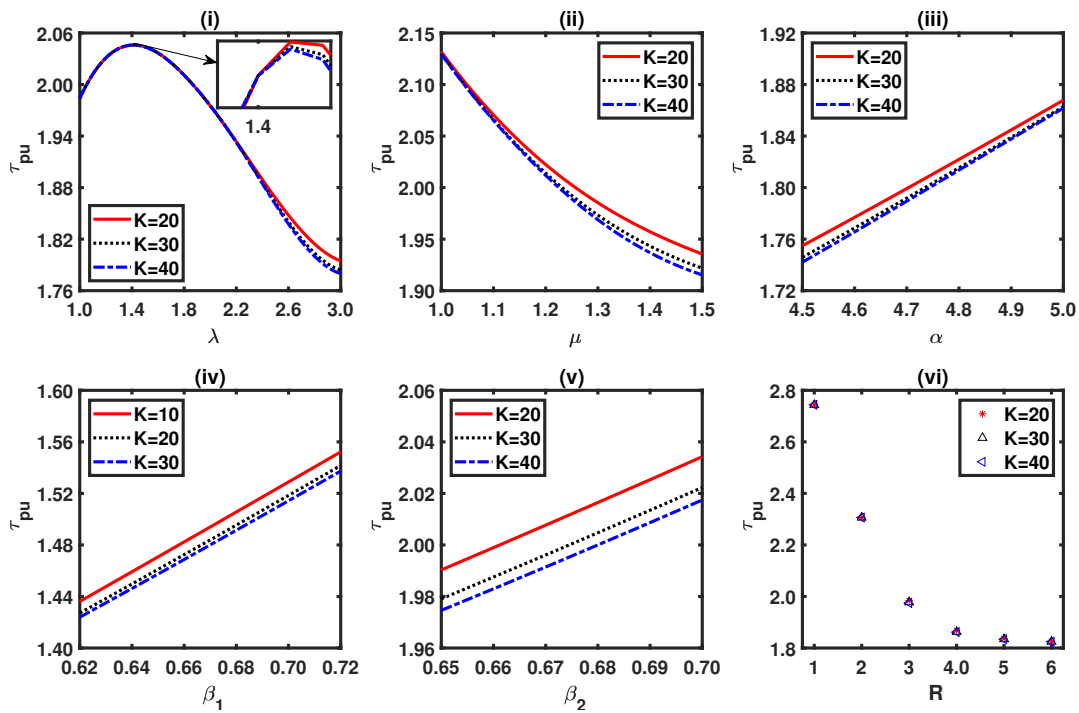 (i)
2.06
2.00
1.94
1.88
1.82
1.76
τpu
1.4
K=20
K=30
K=40
1.0 1.4 1.8 2.2 2.6 3.0
λ
(ii)
2.15
2.10
2.05
2.00
1.95
1.90
τpu
K=20
K=30
K=40
1.0 1.1 1.2 1.3 1.4 1.5
μ
(iii)
1.92
1.88
1.84
1.80
1.76
1.72
τpu
K=20
K=30
K=40
4.5 4.6 4.7 4.8 4.9 5.0
α
(iv)
1.60
1.56
1.52
1.48
1.44
1.40
τpu
K=10
K=20
K=30
0.62 0.64 0.66 0.68 0.70 0.72
β1
(v)
2.06
2.04
2.02
2.00
1.98
1.96
τpu
K=20
K=30
K=40
0.65 0.66 0.67 0.68 0.69 0.70
β2
(vi)
2.8
2.6
2.4
2.2
2.0
1.8
τpu
K=20
K=30
K=40
1 2 3 4.0 5 6
R